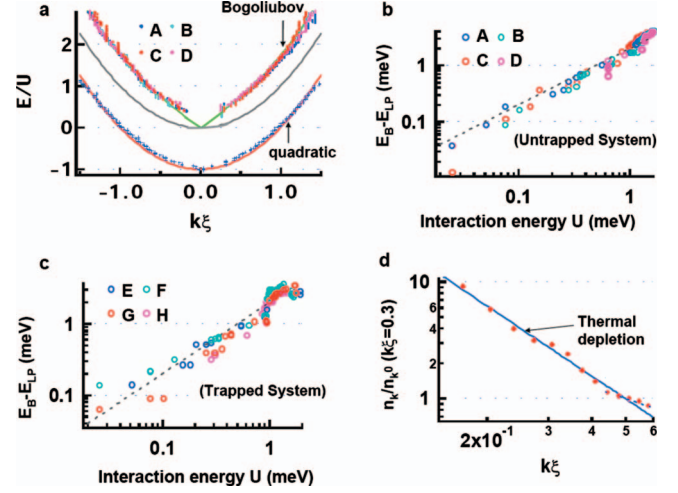 a
Bogoliubov
A B
C D
E/U
2
1
0
-1
quadratic
-1.0 0.0 1.0
kξ
b
A B
C D
E_B-E_LP (meV)
1
0.1
(Untrapped System)
0.1 1
Interaction energy U (meV)
c
E F
G H
E_B-E_LP (meV)
1
0.1
(Trapped System)
0.1 1
Interaction energy U (meV)
d
n_k/n_k0 (kξ=0.3)
10
6
4
2
1
Thermal
depletion
2x10⁻¹ 3 4 5 6
kξ